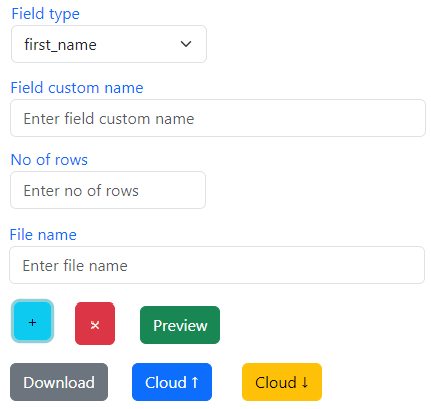 Field type
first_name
Field custom name
Enter field custom name
No of rows
Enter no of rows
File name
Enter file name
+ × Preview
Download Cloud ↑ Cloud ↓